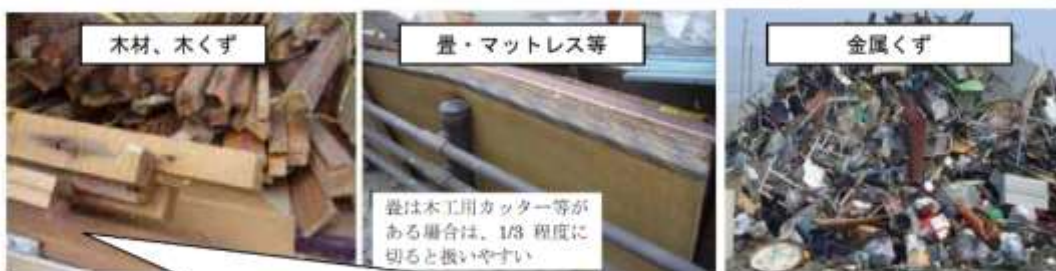 木材、木くず
畳・マットレス等
金属くず
畳は木工用カッター等が
ある場合は、1/3 程度に
切ると扱いやすい